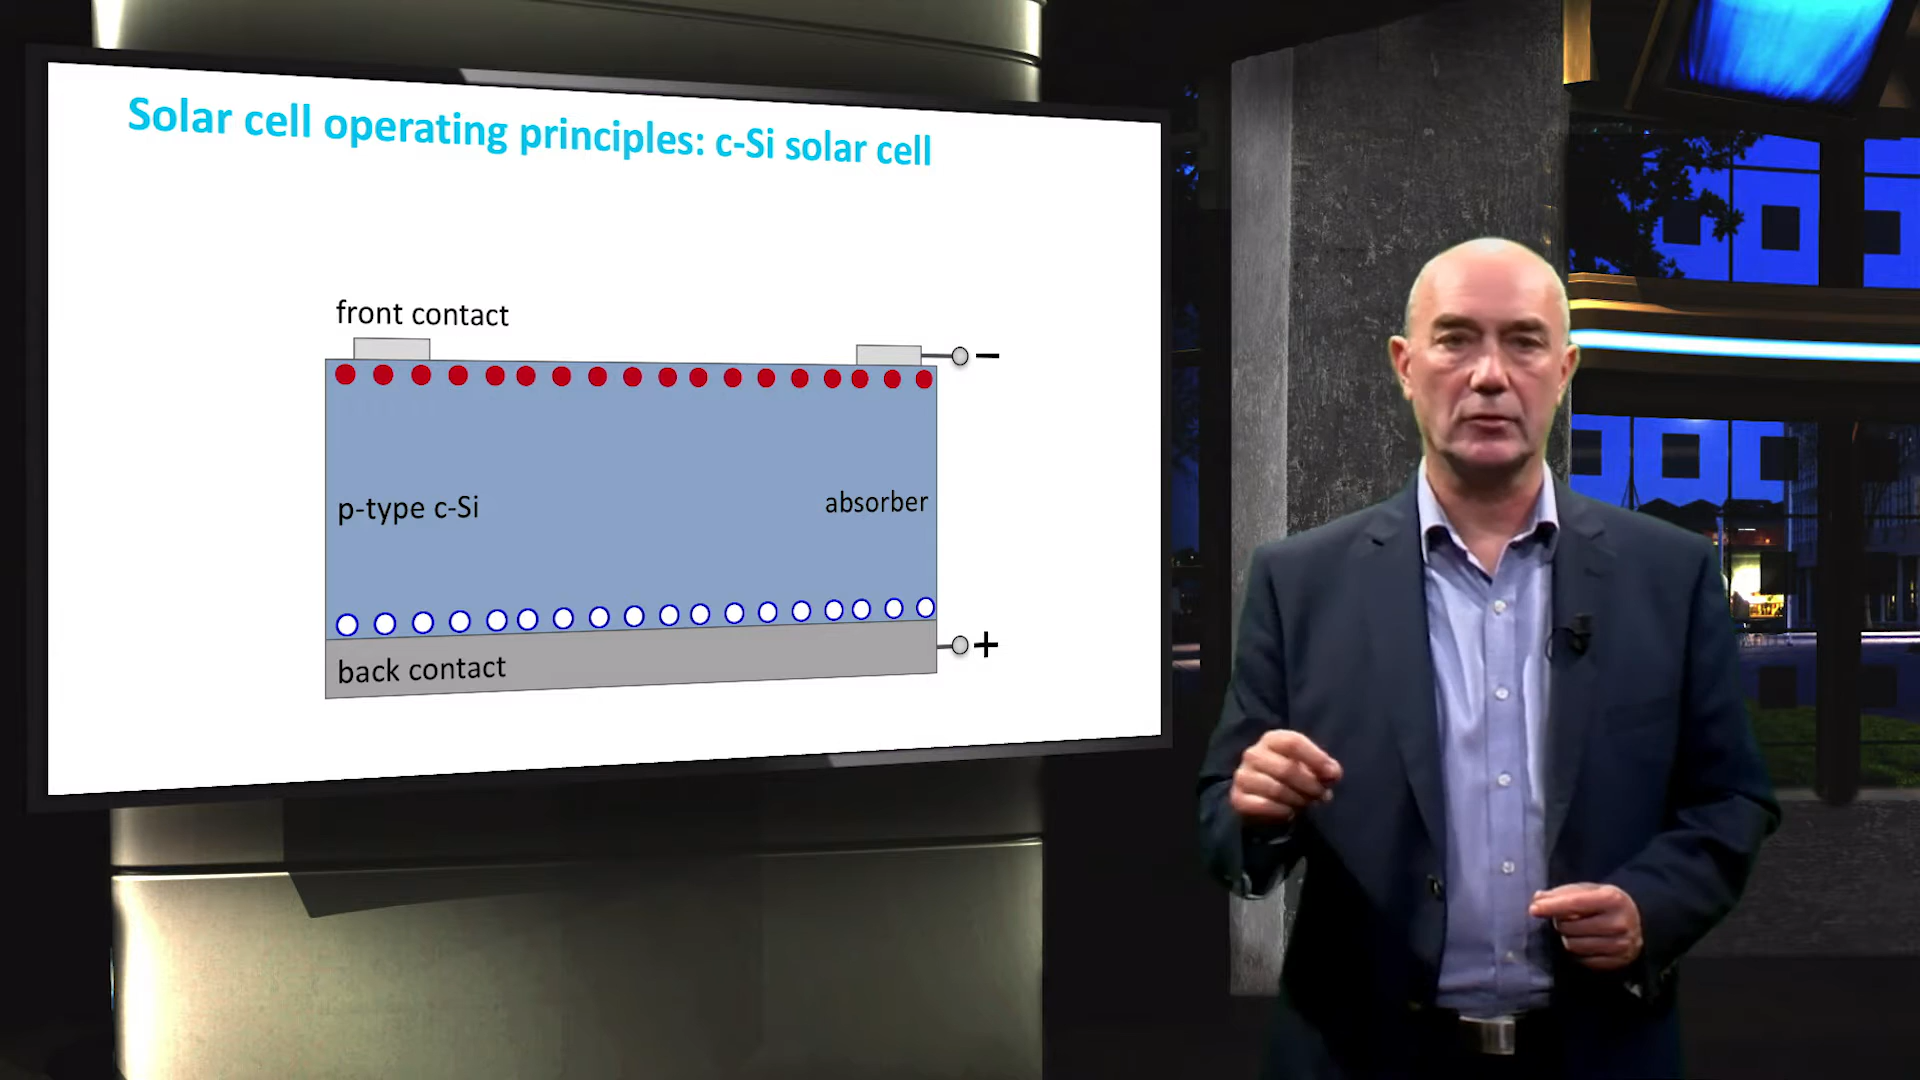 Solar cell operating principles: c-Si solar cell
front contact
−
p-type c-Si
absorber
back contact
+